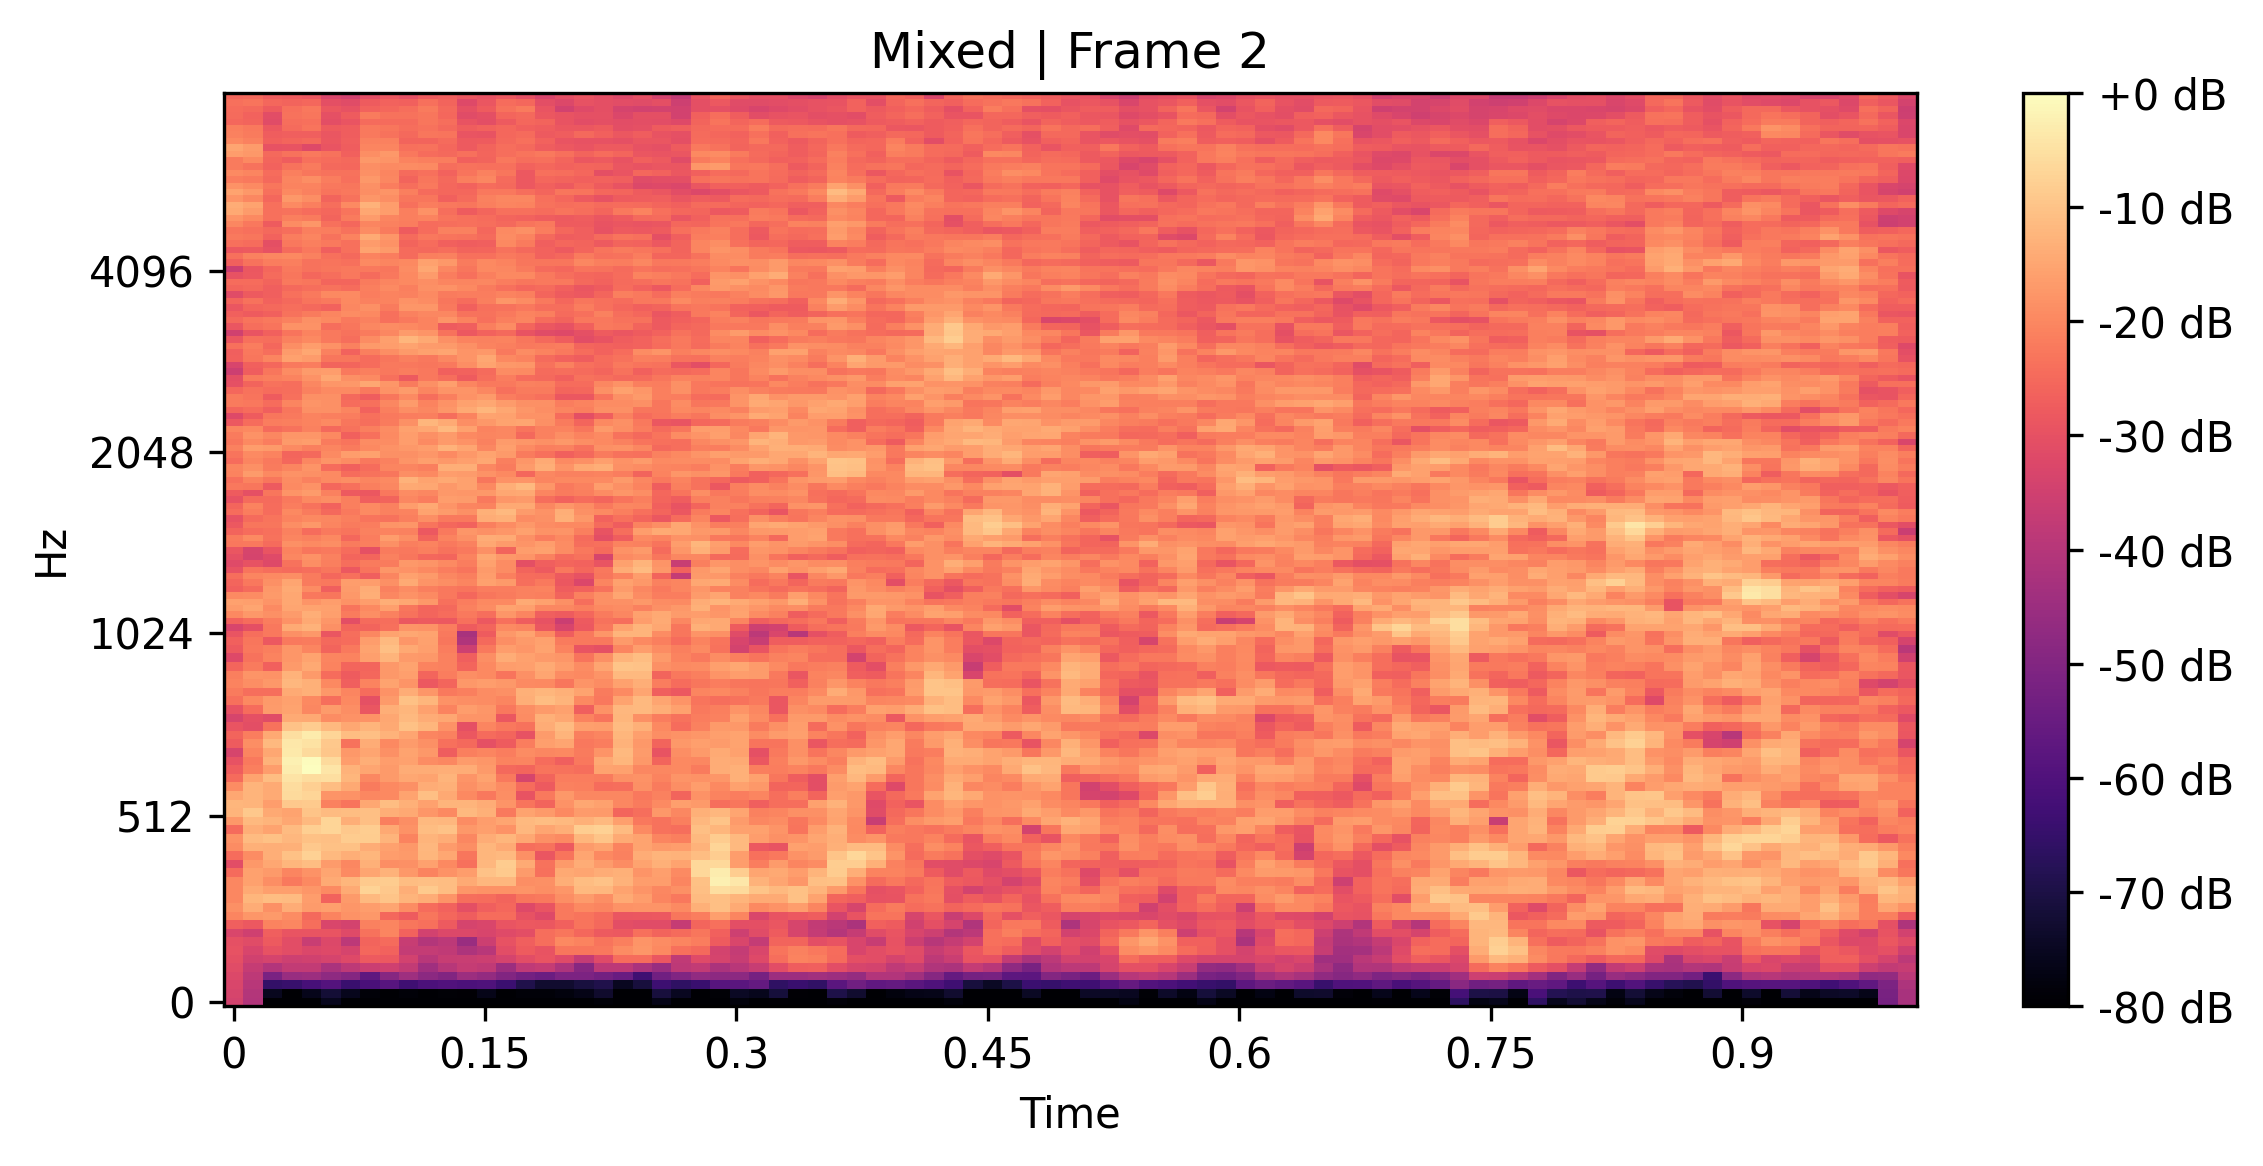 Mixed | Frame 2
+0 dB
-10 dB
4096
-20 dB
-30 dB
2048
Hz
-40 dB
1024
-50 dB
-60 dB
512
-70 dB
0
-80 dB
0 0.15 0.3 0.45 0.6 0.75 0.9
Time